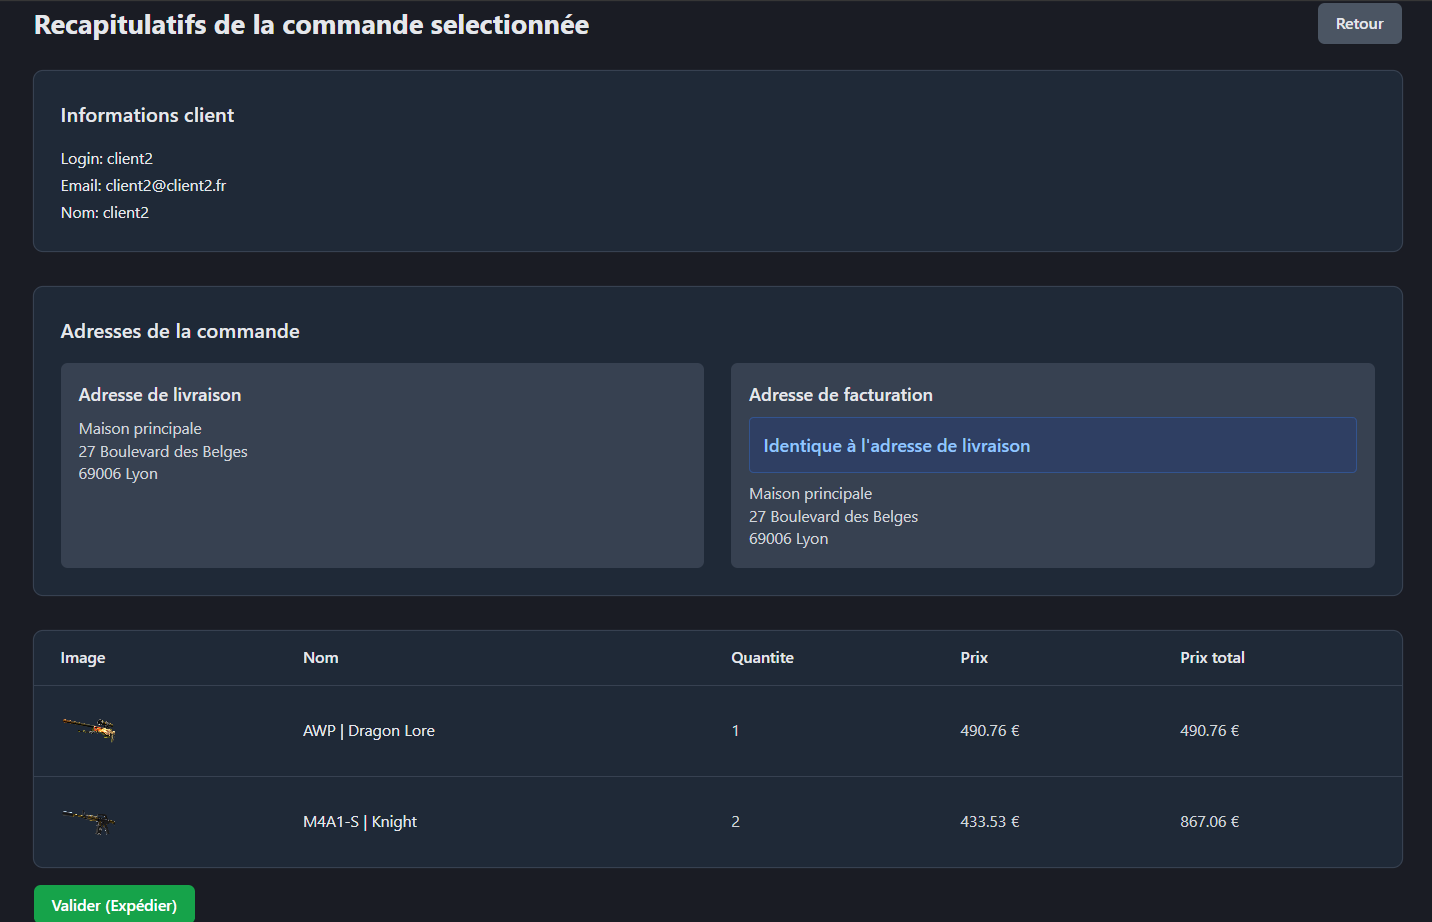 Recapitulatifs de la commande selectionnée
Retour
Informations client
Login: client2
Email: client2@client2.fr
Nom: client2
Adresses de la commande
Adresse de livraison
Maison principale
27 Boulevard des Belges
69006 Lyon
Adresse de facturation
Identique à l'adresse de livraison
Maison principale
27 Boulevard des Belges
69006 Lyon
Image Nom Quantite Prix Prix total
AWP | Dragon Lore 1 490.76 € 490.76 €
M4A1-S | Knight 2 433.53 € 867.06 €
Valider (Expédier)